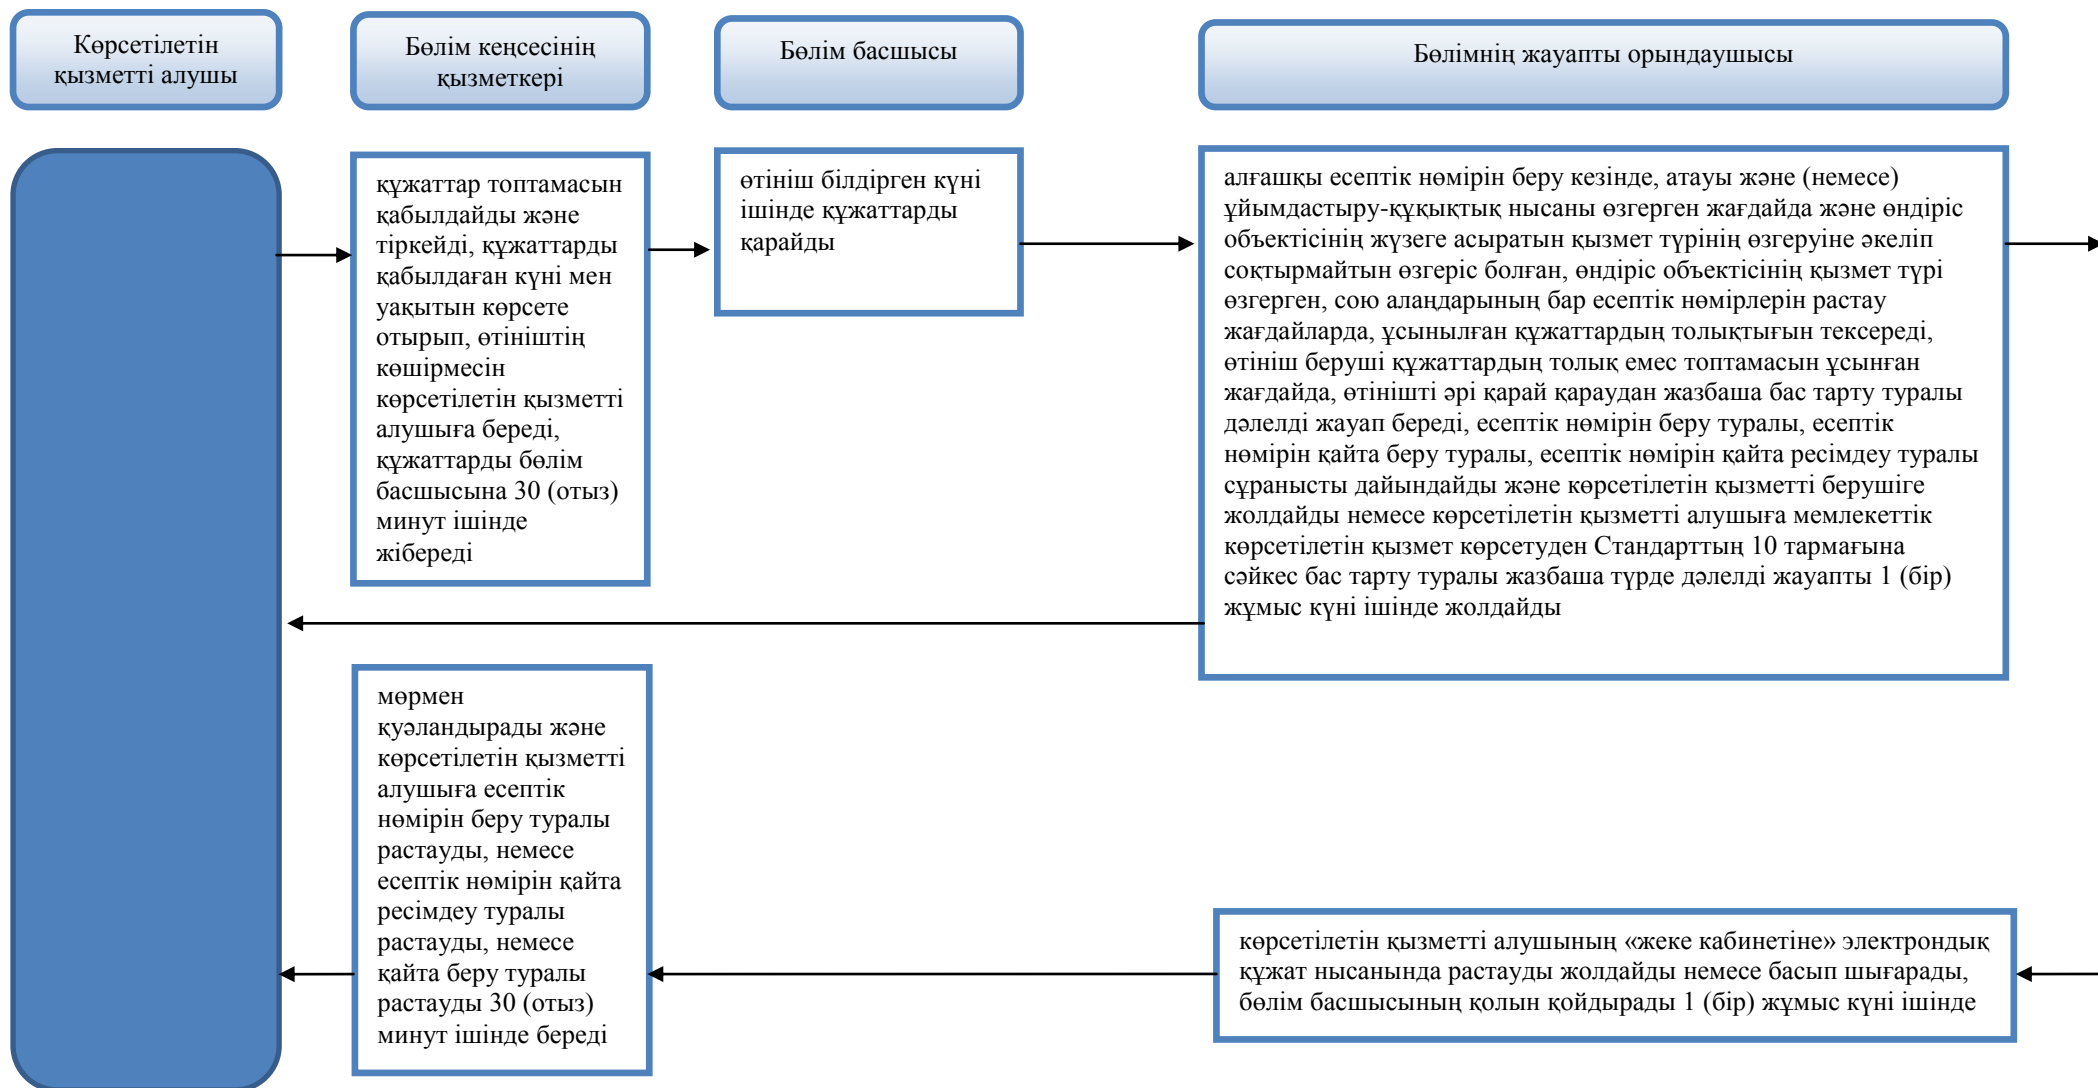 Көрсетілетін
қызметті алушы
Бөлім кеңсесінің
қызметкері
Бөлім басшысы
Бөлімнің жауапты орындаушысы
құжаттар топтамасын
қабылдайды және
тіркейді, құжаттарды
қабылдаған күні мен
уақытын көрсете
отырып, өтініштің
көшірмесін
көрсетілетін қызметті
алушыға береді,
құжаттарды бөлім
басшысына 30 (отыз)
минут ішінде
жібереді
өтініш білдірген күні
ішінде құжаттарды
қарайды
алғашқы есептік нөмірін беру кезінде, атауы және (немесе)
ұйымдастыру-құқықтық нысаны өзгерген жағдайда және өндіріс
объектісінің жүзеге асыратын қызмет түрінің өзгеруіне әкеліп
соқтырмайтын өзгеріс болған, өндіріс объектісінің қызмет түрі
өзгерген, сою алаңдарының бар есептік нөмірлерін растау
жағдайларда, ұсынылған құжаттардың толықтығын тексереді,
өтініш беруші құжаттардың толық емес топтамасын ұсынған
жағдайда, өтінішті әрі қарай қараудан жазбаша бас тарту туралы
дәлелді жауап береді, есептік нөмірін беру туралы, есептік
нөмірін қайта беру туралы, есептік нөмірін қайта ресімдеу туралы
сұранысты дайындайды және көрсетілетін қызметті берушіге
жолдайды немесе көрсетілетін қызметті алушыға мемлекеттік
көрсетілетін қызмет көрсетуден Стандарттың 10 тармағына
сәйкес бас тарту туралы жазбаша түрде дәлелді жауапты 1 (бір)
жұмыс күні ішінде жолдайды
мөрмен
қуәландырады және
көрсетілетін қызметті
алушыға есептік
нөмірін беру туралы
растауды, немесе
есептік нөмірін қайта
ресімдеу туралы
растауды, немесе
қайта беру туралы
растауды 30 (отыз)
минут ішінде береді
көрсетілетін қызметті алушының «жеке кабинетіне» электрондық
құжат нысанында растауды жолдайды немесе басып шығарады,
бөлім басшысының қолын қойдырады 1 (бір) жұмыс күні ішінде